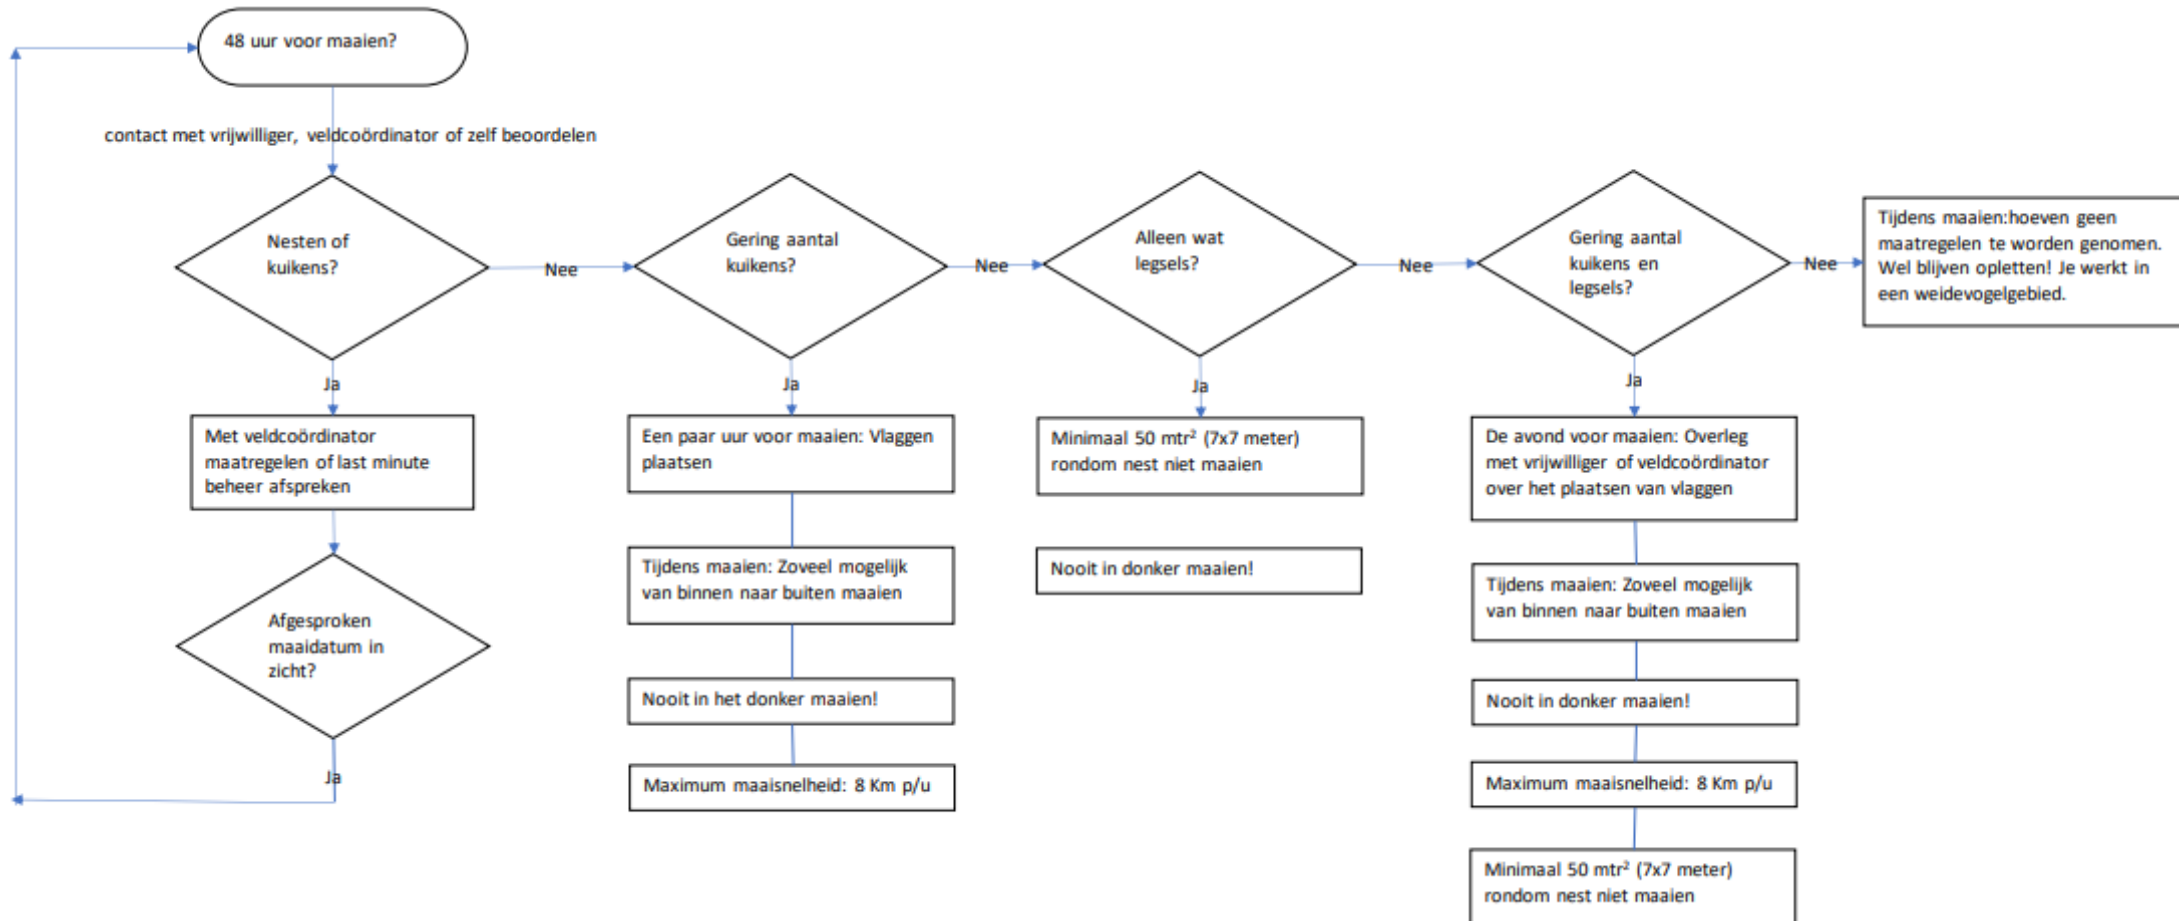 48 uur voor maaien?
contact met vrijwilliger, veldcoördinator of zelf beoordelen
Nesten of
kuikens?
Nee
Gering aantal
kuikens?
Nee
Alleen wat
legsels?
Nee
Gering aantal
kuikens en
legsels?
Nee
Tijdens maaien:hoeven geen
maatregelen te worden genomen.
Wel blijven opletten! Je werkt in
een weidevogelgebied.
Ja
Met veldcoördinator
maatregelen of last minute
beheer afspreken
Afgesproken
maaidatum in
zicht?
Ja
Ja
Een paar uur voor maaien: Vlaggen
plaatsen
Tijdens maaien: Zoveel mogelijk
van binnen naar buiten maaien
Nooit in het donker maaien!
Maximum maaisnelheid: 8 Km p/u
Ja
Minimaal 50 mtr² (7x7 meter)
rondom nest niet maaien
Nooit in donker maaien!
Ja
De avond voor maaien: Overleg
met vrijwilliger of veldcoördinator
over het plaatsen van vlaggen
Tijdens maaien: Zoveel mogelijk
van binnen naar buiten maaien
Nooit in donker maaien!
Maximum maaisnelheid: 8 Km p/u
Minimaal 50 mtr² (7x7 meter)
rondom nest niet maaien